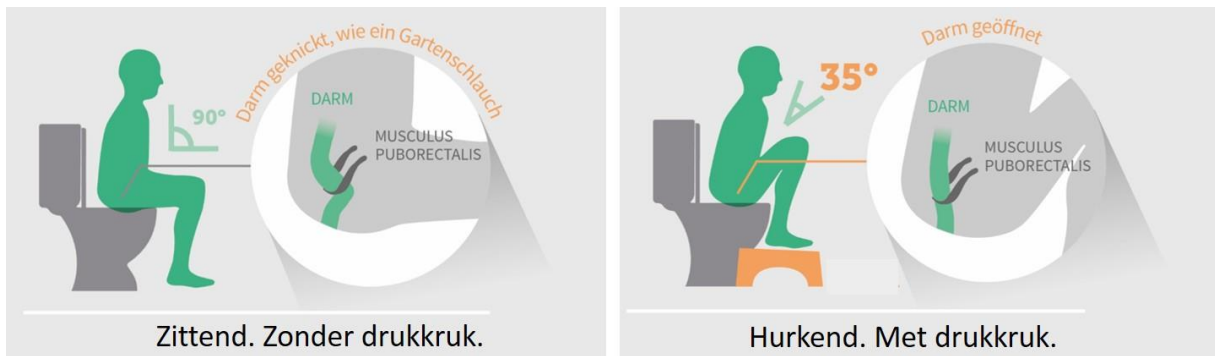 Darm geknickt, wie ein Gartenschlauch
90°
DARM
MUSCULUS
PUBORECTALIS
Zittend. Zonder drukkruk.
Darm geöffnet
35°
DARM
MUSCULUS
PUBORECTALIS
Hurkend. Met drukkruk.